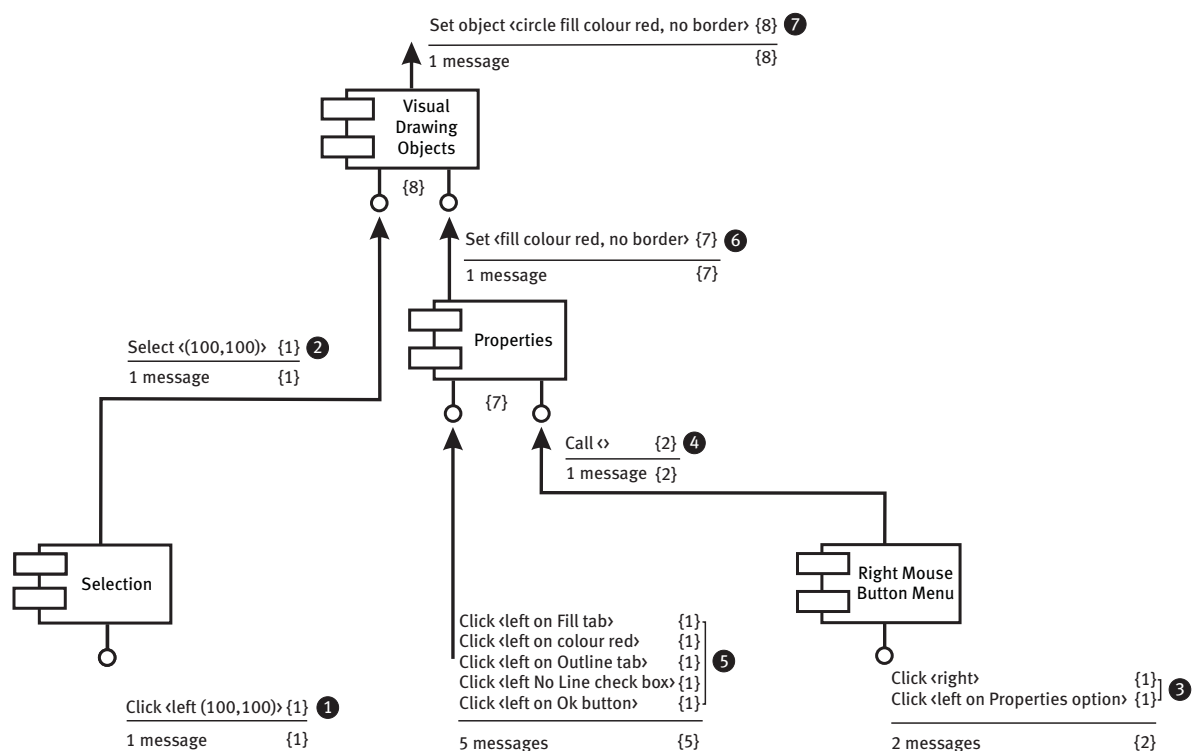 Set object ‹circle fill colour red, no border› {8} 7
1 message {8}
Visual
Drawing
Objects
{8}
Set ‹fill colour red, no border› {7} 6
1 message {7}
Properties
{7}
Select ‹(100,100)› {1} 2
1 message {1}
Call ‹› {2} 4
1 message {2}
Selection
Right Mouse
Button Menu
Click ‹left (100,100)› {1} 1
1 message {1}
Click ‹left on Fill tab› {1}
Click ‹left on colour red› {1}
Click ‹left on Outline tab› {1} 5
Click ‹left No Line check box› {1}
Click ‹left on Ok button› {1}
5 messages {5}
Click ‹right› {1}
Click ‹left on Properties option› {1} 3
2 messages {2}